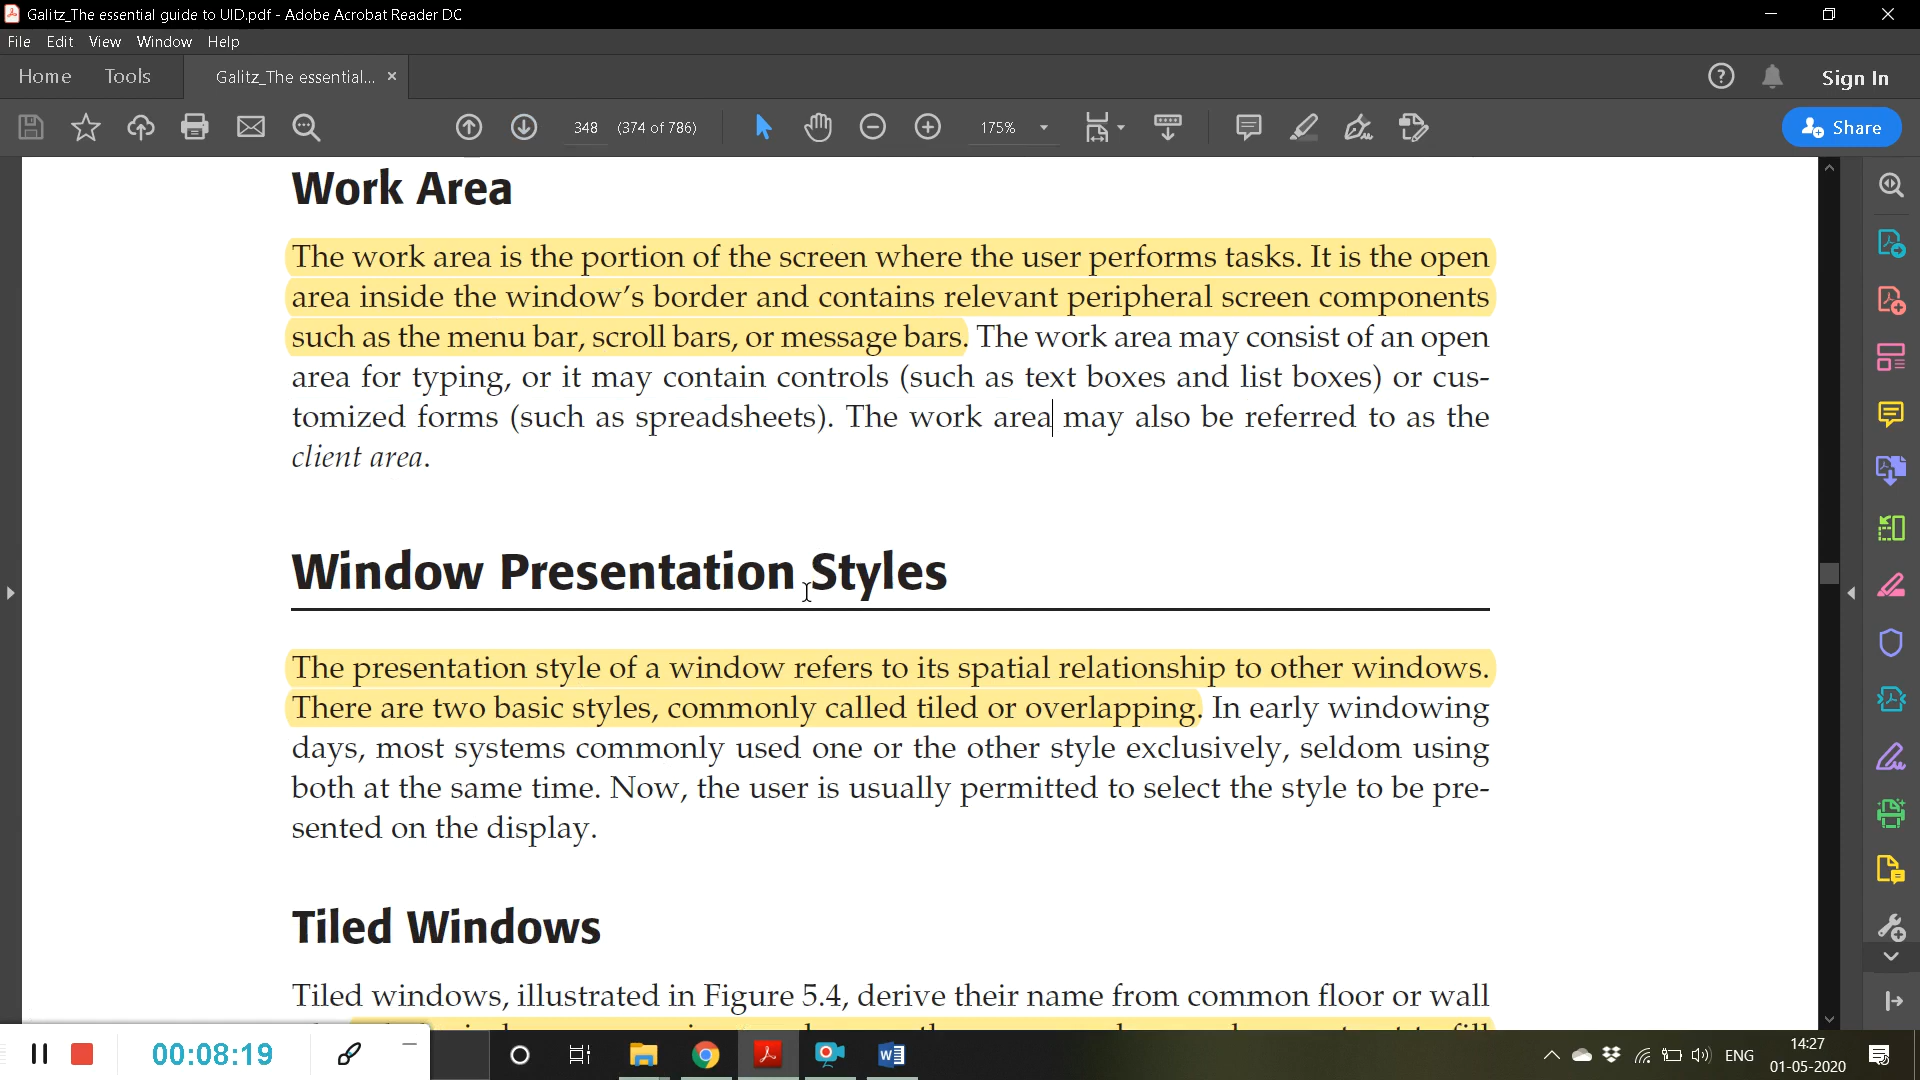 Galitz_The essential guide to UID.pdf - Adobe Acrobat Reader DC
File Edit View Window Help
Home Tools Galitz_The essential... × Sign In
348 (374 of 786) 175% Share
Work Area
The work area is the portion of the screen where the user performs tasks. It is the open
area inside the window's border and contains relevant peripheral screen components
such as the menu bar, scroll bars, or message bars. The work area may consist of an open
area for typing, or it may contain controls (such as text boxes and list boxes) or cus-
tomized forms (such as spreadsheets). The work area may also be referred to as the
client area.
Window Presentation Styles
The presentation style of a window refers to its spatial relationship to other windows.
There are two basic styles, commonly called tiled or overlapping. In early windowing
days, most systems commonly used one or the other style exclusively, seldom using
both at the same time. Now, the user is usually permitted to select the style to be pre-
sented on the display.
Tiled Windows
Tiled windows, illustrated in Figure 5.4, derive their name from common floor or wall
00:08:19
ENG
14:27
01-05-2020